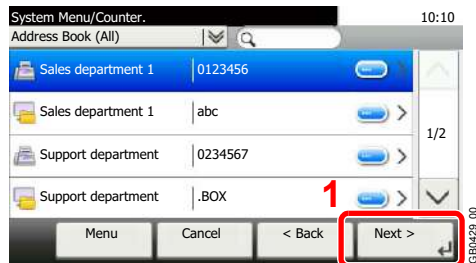 System Menu/Counter. 10:10
Address Book (All)
Sales department 1 0123456
Sales department 1 abc
1/2
Support department 0234567
Support department .BOX
1
Menu Cancel < Back Next >
GB0429_00